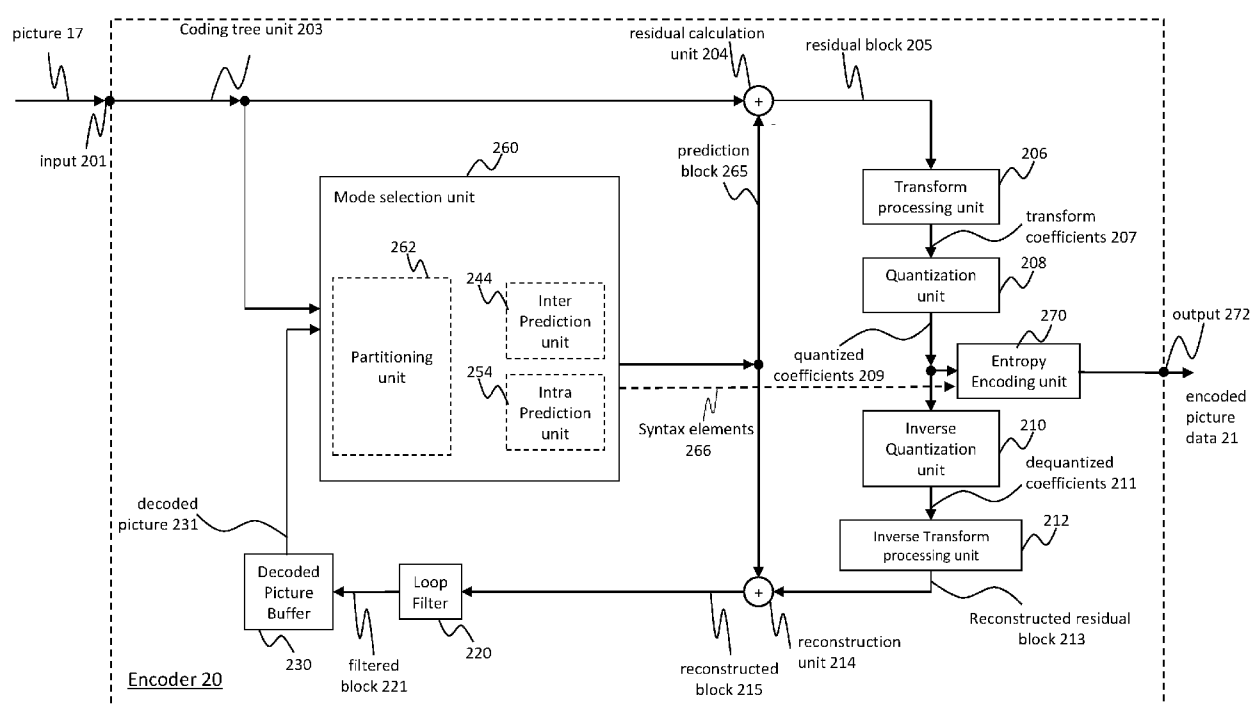 picture 17
Coding tree unit 203
residual calculation
unit 204
residual block 205
input 201
+
prediction
block 265
260
Mode selection unit
262
Partitioning
unit
244
Inter
Prediction
unit
254
Intra
Prediction
unit
206
Transform
processing unit
transform
coefficients 207
208
Quantization
unit
quantized
coefficients 209
270
Entropy
Encoding unit
output 272
encoded
picture
data 21
Syntax elements
266
210
Inverse
Quantization
unit
dequantized
coefficients 211
212
Inverse Transform
processing unit
Reconstructed residual
block 213
decoded
picture 231
Decoded
Picture
Buffer
230
Loop
Filter
220
filtered
block 221
+
reconstruction
unit 214
reconstructed
block 215
Encoder 20